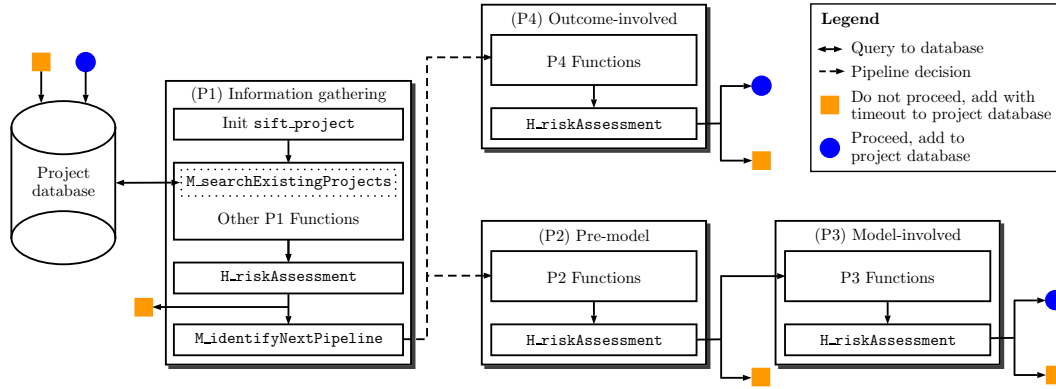 Project
database
(P1) Information gathering
Init sift_project
M_searchExistingProjects
Other P1 Functions
H_riskAssessment
M_identifyNextPipeline
(P4) Outcome-involved
P4 Functions
H_riskAssessment
(P2) Pre-model
P2 Functions
H_riskAssessment
(P3) Model-involved
P3 Functions
H_riskAssessment
Legend
Query to database
Pipeline decision
Do not proceed, add with
timeout to project database
Proceed, add to
project database